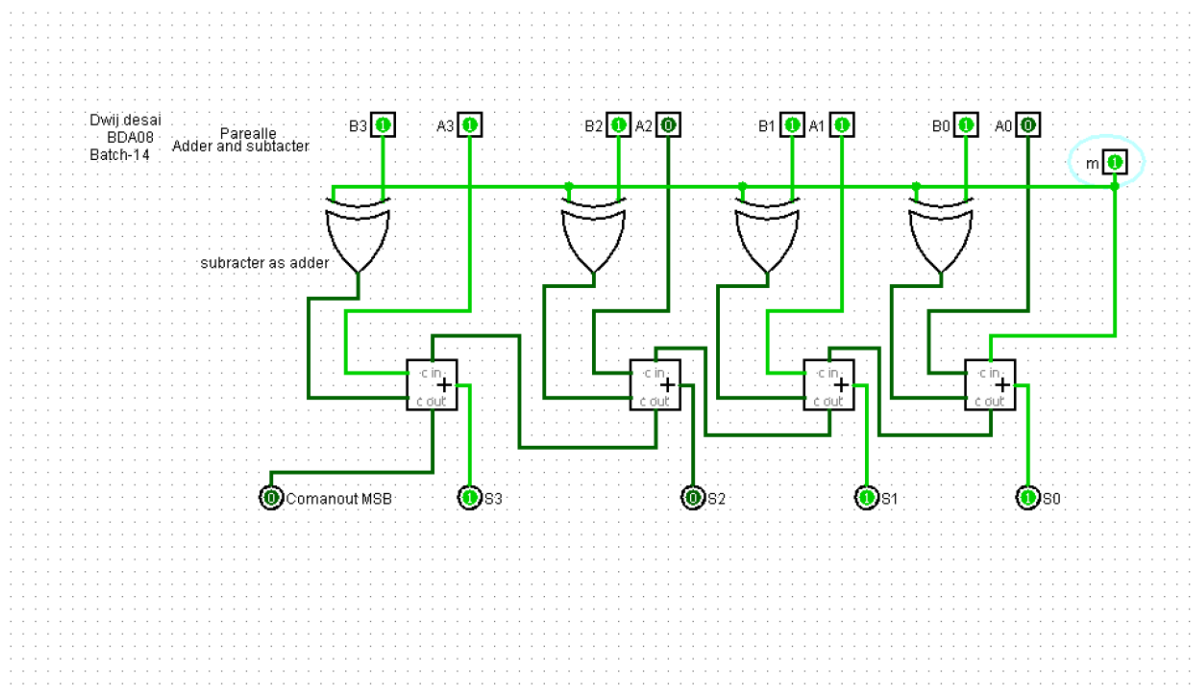 Dwij desai
BDA08
Batch-14
Parealle
Adder and subtacter
B3 1 A3 1 B2 1 A2 0 B1 1 A1 1 B0 1 A0 0
m 1
subracter as adder
c in + c out
c in + c out
c in + c out
c in + c out
0 Comanout MSB 1 S3 0 S2 1 S1 1 S0